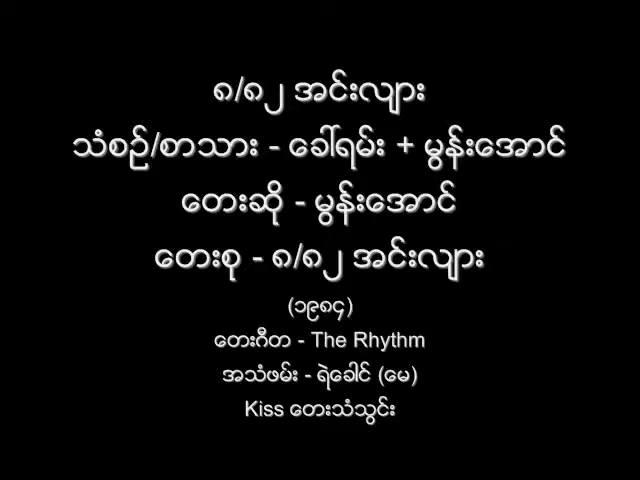 ၈/၈၂ အင်းလျား
သံစဉ်/စာသား - ခေါ်ရမ်း + မွန်းအောင်
တေးဆို - မွန်းအောင်
တေးစု - ၈/၈၂ အင်းလျား
(၁၉၈၄)
တေးဂီတ - The Rhythm
အသံဖမ်း - ရဲခေါင် (မေ)
Kiss တေးသံသွင်း